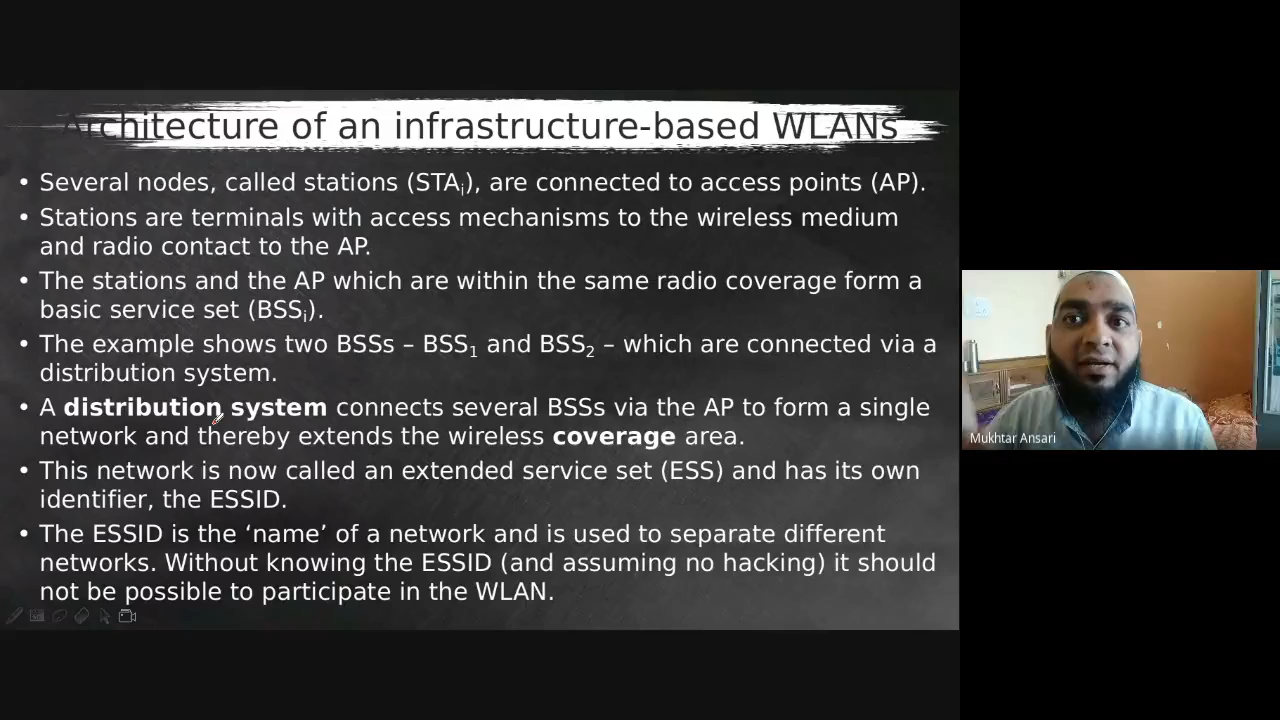 Architecture of an infrastructure-based WLANs
• Several nodes, called stations (STAi), are connected to access points (AP).
• Stations are terminals with access mechanisms to the wireless medium
and radio contact to the AP.
• The stations and the AP which are within the same radio coverage form a
basic service set (BSSi).
• The example shows two BSSs – BSS1 and BSS2 – which are connected via a
distribution system.
• A distribution system connects several BSSs via the AP to form a single
network and thereby extends the wireless coverage area.
• This network is now called an extended service set (ESS) and has its own
identifier, the ESSID.
• The ESSID is the ‘name’ of a network and is used to separate different
networks. Without knowing the ESSID (and assuming no hacking) it should
not be possible to participate in the WLAN.
Mukhtar Ansari